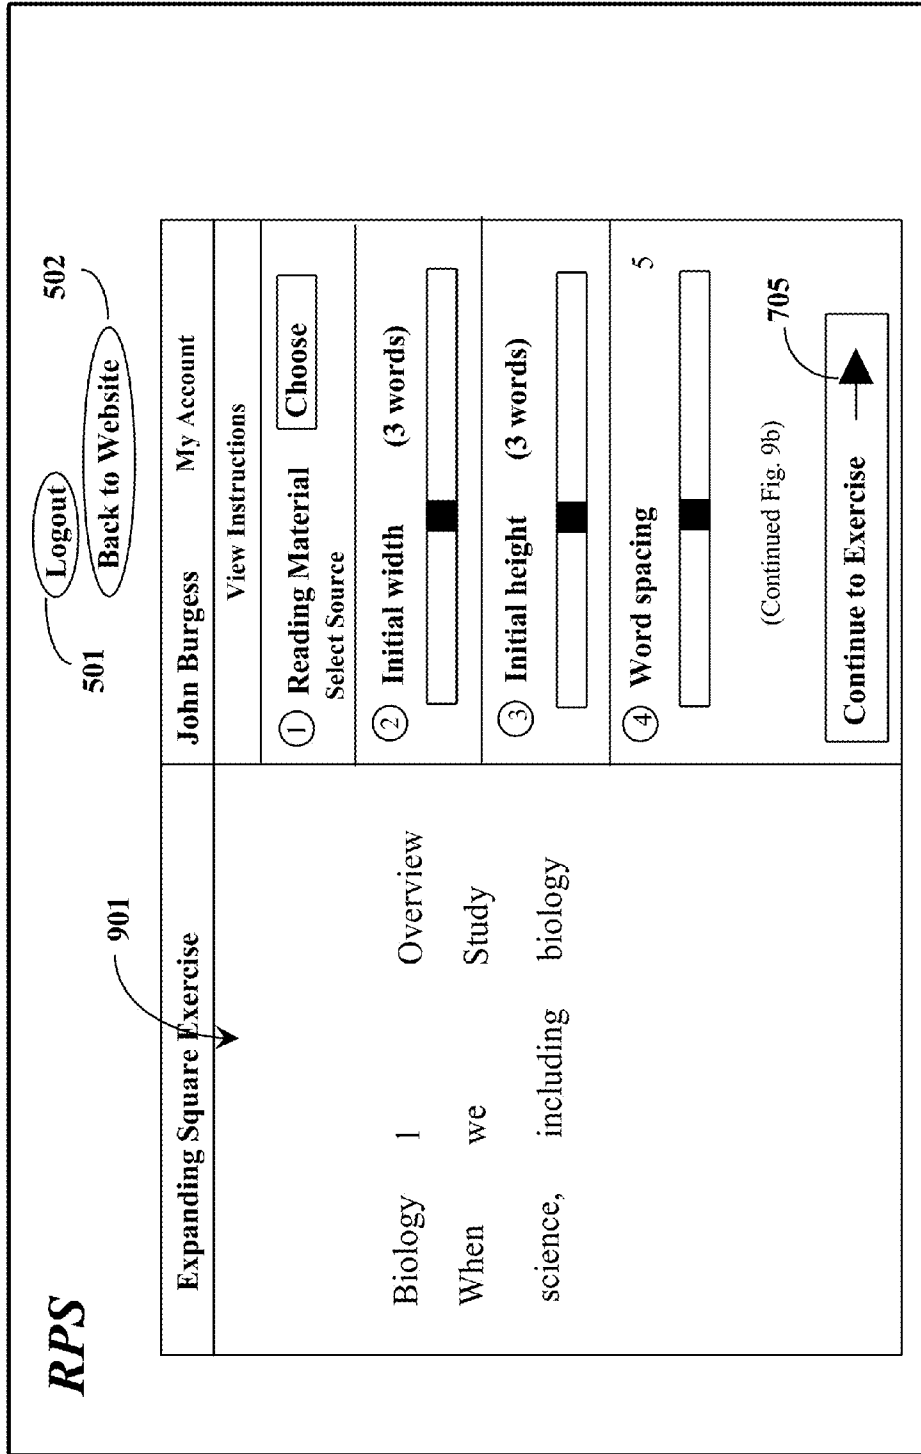 RPS
501
Logout
502
Back to Website
901
Expanding Square Exercise
Biology 1 Overview
When we Study
science, including biology
John Burgess My Account
View Instructions
1 Reading Material Choose
Select Source
2 Initial width (3 words)
3 Initial height (3 words)
4 Word spacing 5
(Continued Fig. 9b)
705
Continue to Exercise